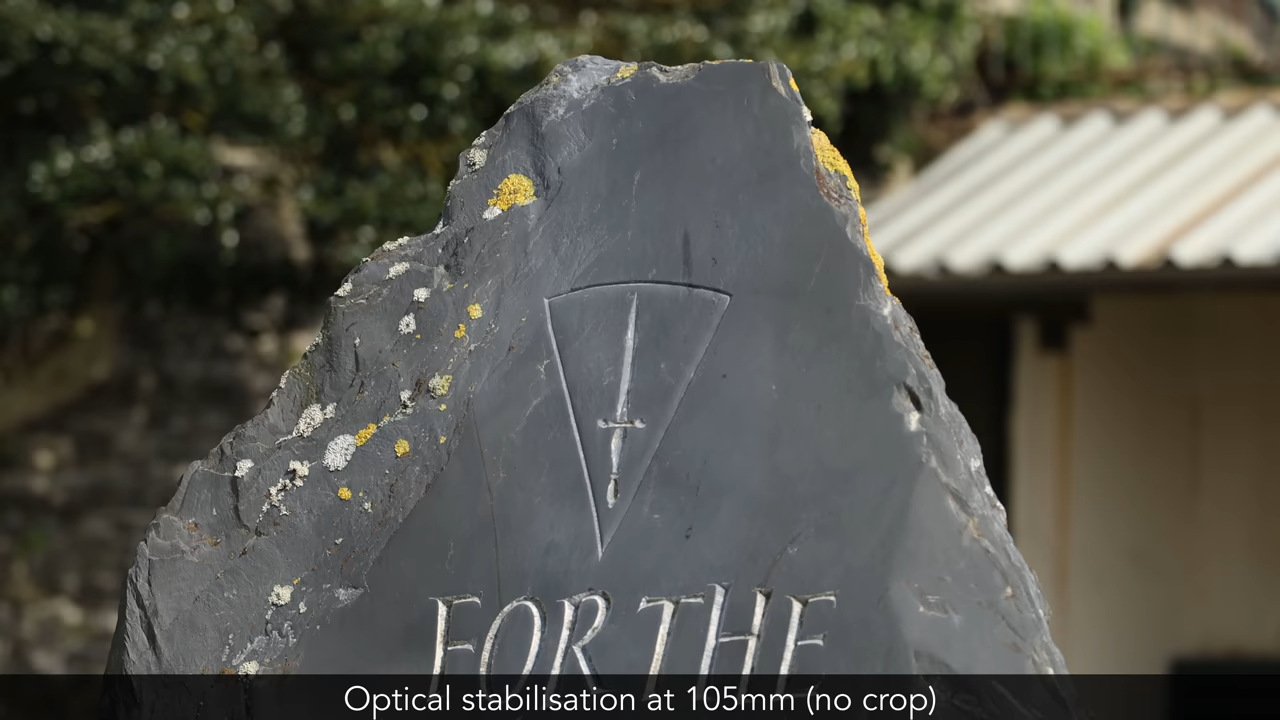 FOR THE
Optical stabilisation at 105mm (no crop)